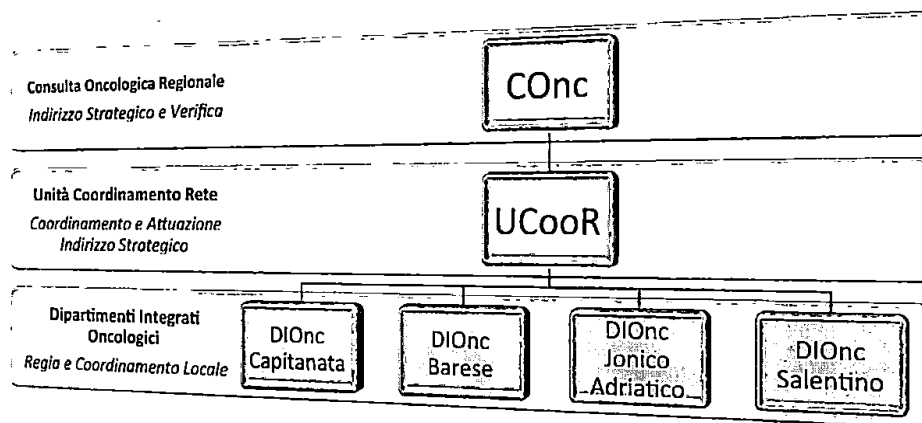 Consulta Oncologica Regionale
Indirizzo Strategico e Verifica
COnc
Unità Coordinamento Rete
Coordinamento e Attuazione
Indirizzo Strategico
UCooR
Dipartimenti Integrati
Oncologici
Regia e Coordinamento Locale
DIOnc
Capitanata
DIOnc
Barese
DIOnc
Jonico
Adriatico
DIOnc
Salentino